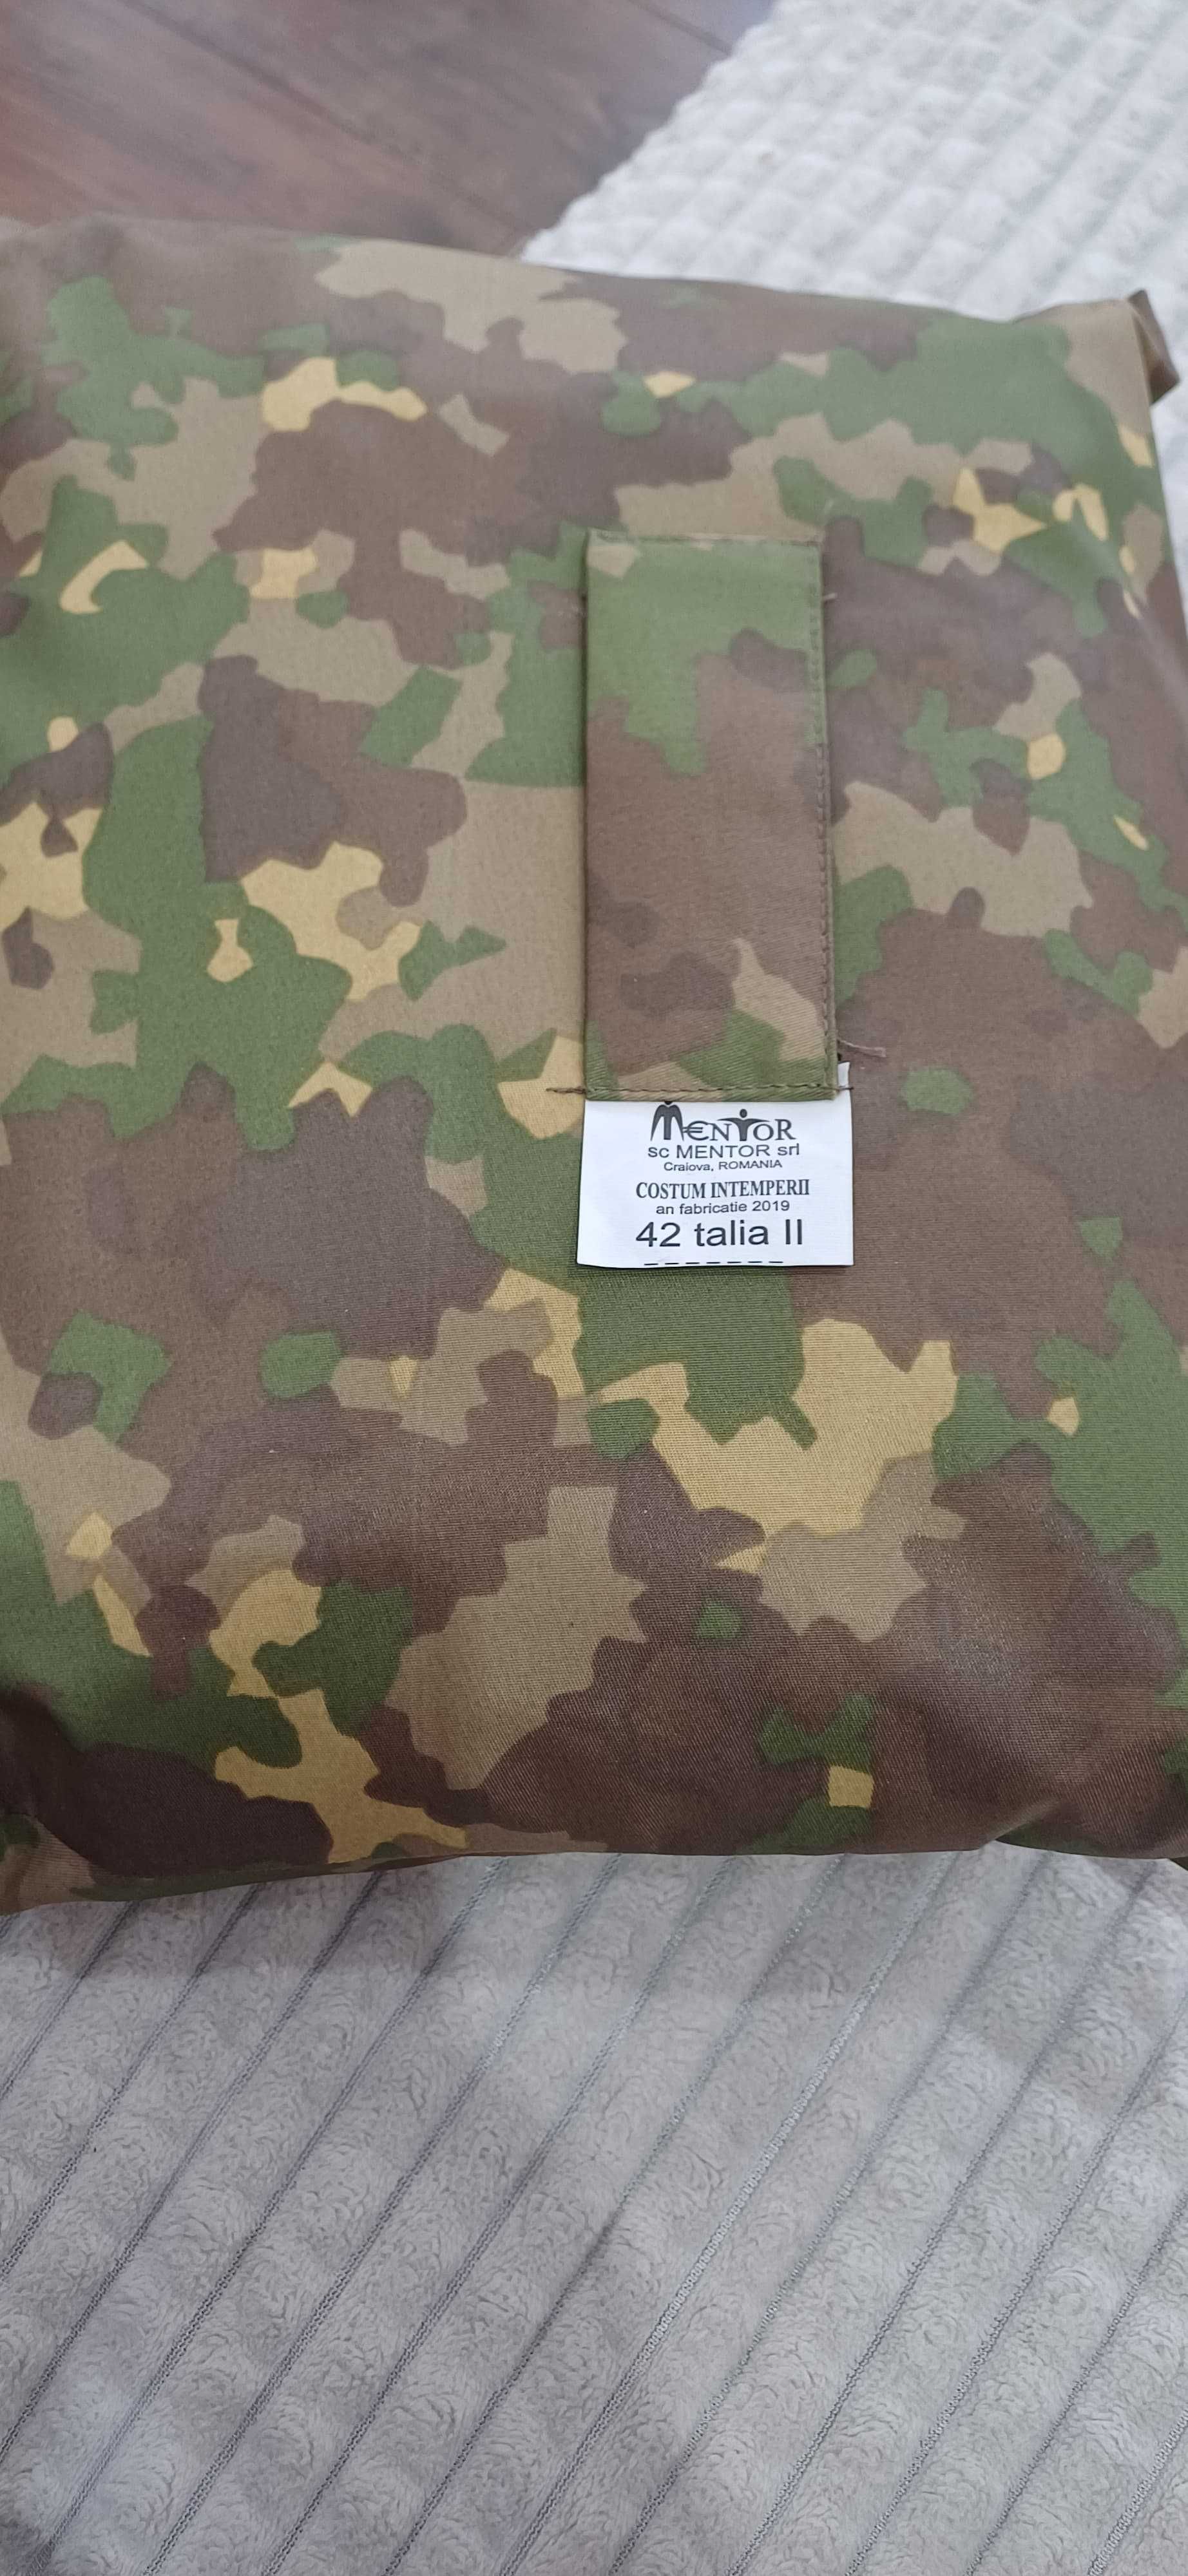 MENTOR
sc MENTOR srl
Craiova, ROMANIA
COSTUM INTEMPERII
an fabricatie 2019
42 talia II